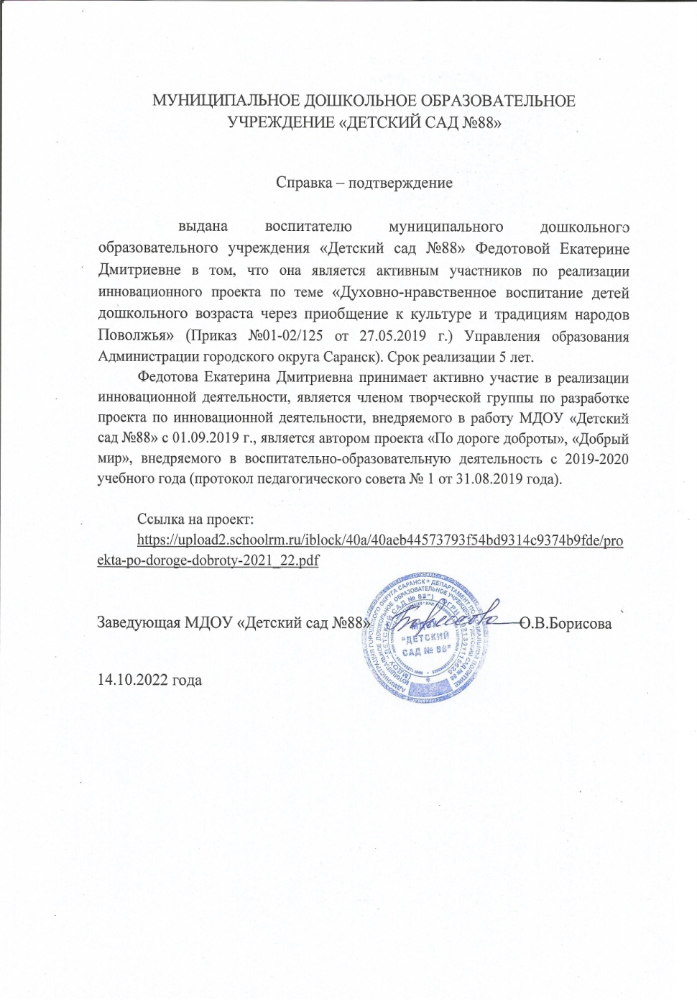 МУНИЦИПАЛЬНОЕ ДОШКОЛЬНОЕ ОБРАЗОВАТЕЛЬНОЕ
УЧРЕЖДЕНИЕ «ДЕТСКИЙ САД №88»
Справка – подтверждение
выдана воспитателю муниципального дошкольного
образовательного учреждения «Детский сад №88» Федотовой Екатерине
Дмитриевне в том, что она является активным участников по реализации
инновационного проекта по теме «Духовно-нравственное воспитание детей
дошкольного возраста через приобщение к культуре и традициям народов
Поволжья» (Приказ №01-02/125 от 27.05.2019 г.) Управления образования
Администрации городского округа Саранск). Срок реализации 5 лет.
Федотова Екатерина Дмитриевна принимает активно участие в реализации
инновационной деятельности, является членом творческой группы по разработке
проекта по инновационной деятельности, внедряемого в работу МДОУ «Детский
сад №88» с 01.09.2019 г., является автором проекта «По дороге доброты», «Добрый
мир», внедряемого в воспитательно-образовательную деятельность с 2019-2020
учебного года (протокол педагогического совета № 1 от 31.08.2019 года).
Ссылка на проект:
https://upload2.schoolrm.ru/iblock/40a/40aeb44573793f54bd9314c9374b9fde/pro
ekta-po-doroge-dobroty-2021_22.pdf
Заведующая МДОУ «Детский сад №88» О.В.Борисова
МДОУ
"ДЕТСКИЙ
САД № 88"
14.10.2022 года